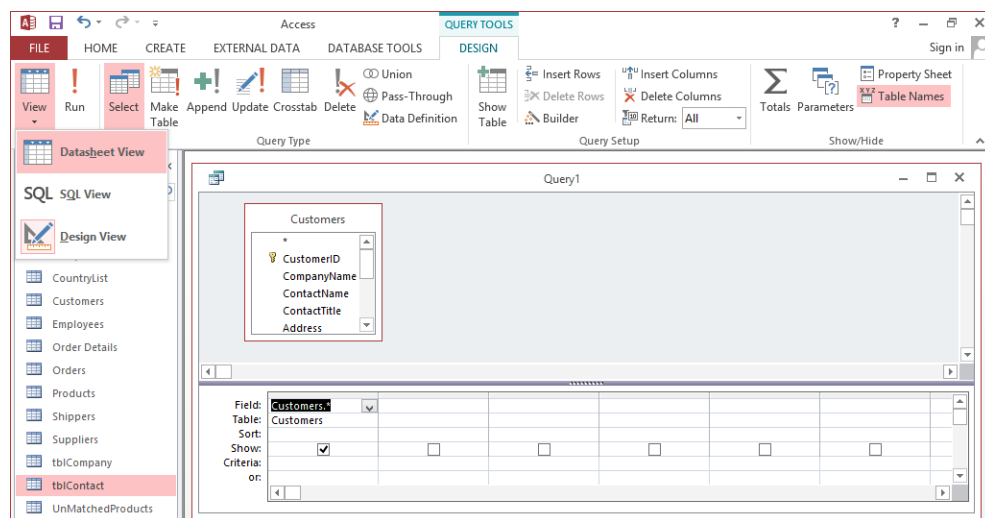 Access
QUERY TOOLS
?
FILE HOME CREATE EXTERNAL DATA DATABASE TOOLS DESIGN Sign in
View
Run
Select
Make Table
Append
Update
Crosstab
Delete
Union
Pass-Through
Data Definition
Query Type
Show Table
Insert Rows
Delete Rows
Builder
Insert Columns
Delete Columns
Return: All
Query Setup
Totals
Parameters
Property Sheet
Table Names
Show/Hide
Datasheet View
SQL SQL View
Design View
CountryList
Customers
Employees
Order Details
Orders
Products
Shippers
Suppliers
tblCompany
tblContact
UnMatchedProducts
Query1
Customers
*
CustomerID
CompanyName
ContactName
ContactTitle
Address
Field: Customers.*
Table: Customers
Sort:
Show:
Criteria:
or: